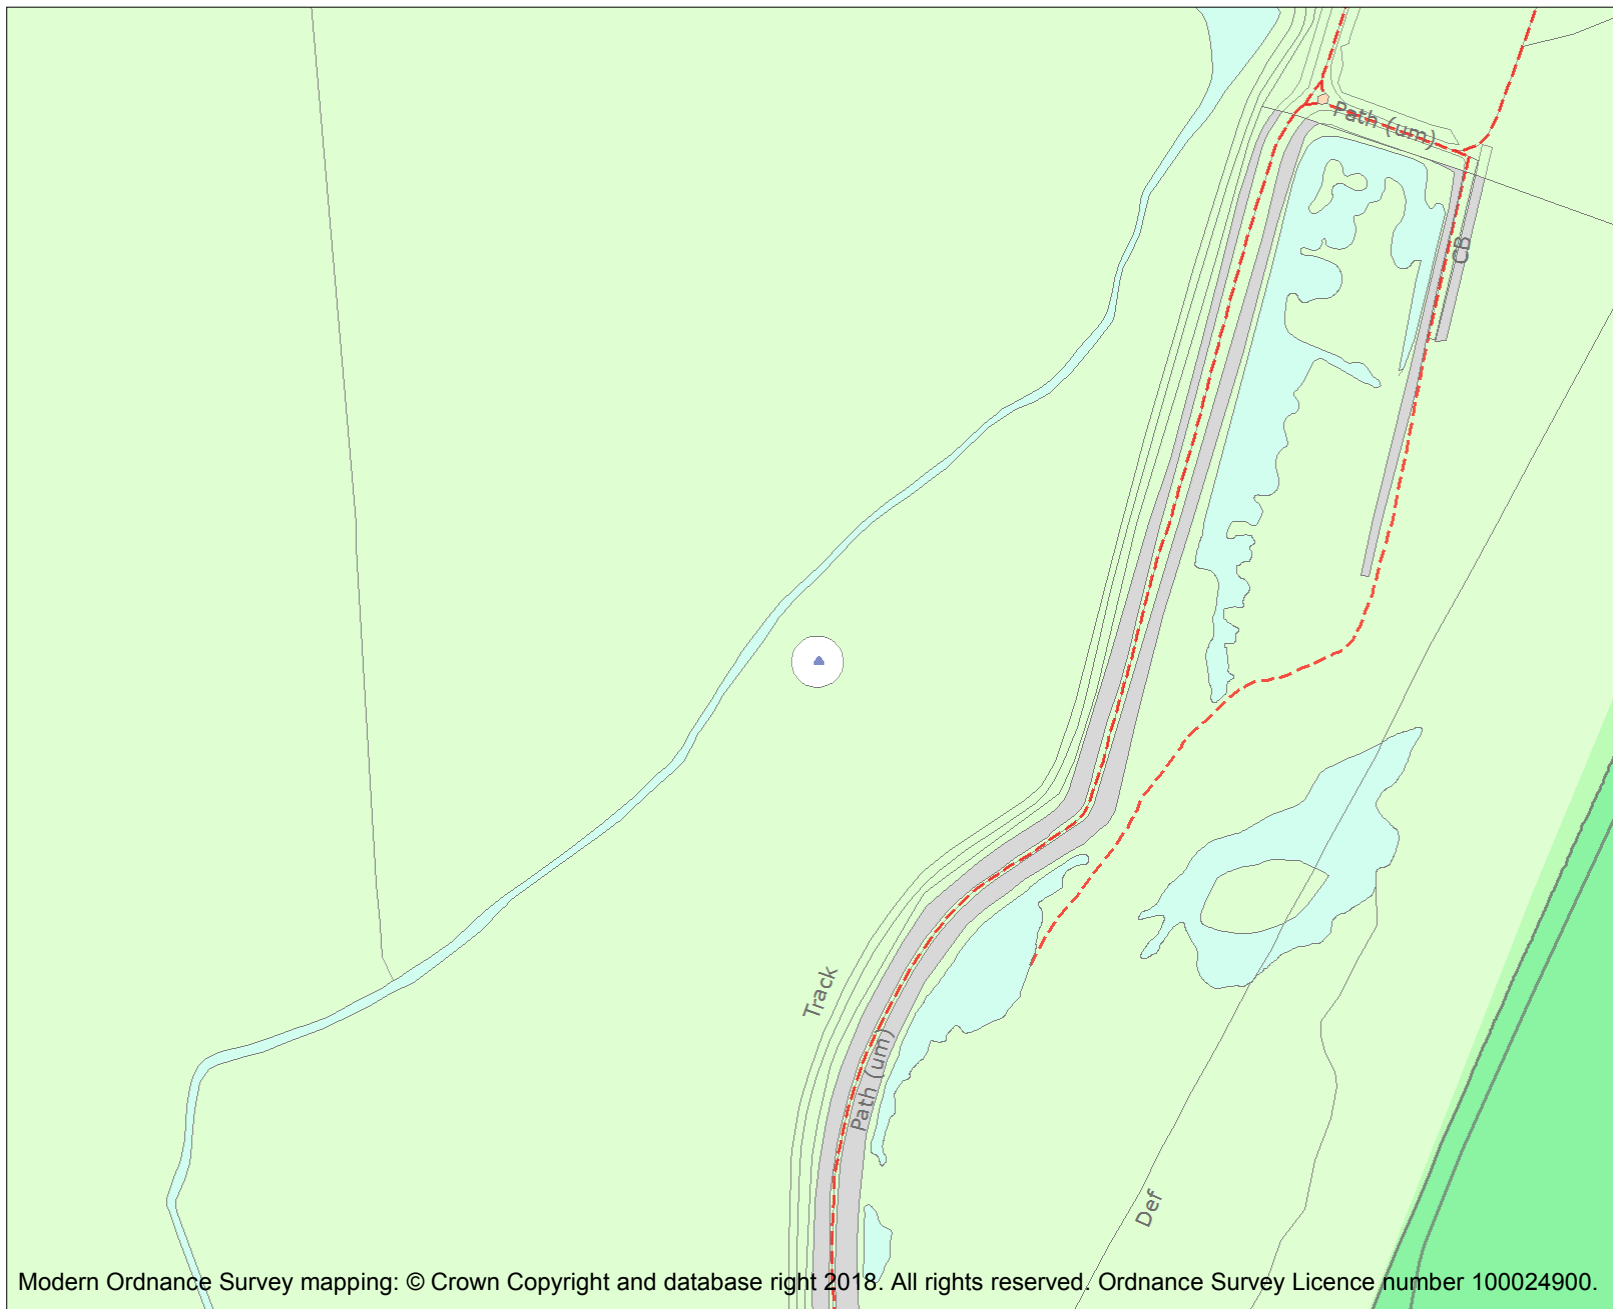 Path (um)
CB
Track
Path (um)
Def
Modern Ordnance Survey mapping: © Crown Copyright and database right 2018. All rights reserved. Ordnance Survey Licence number 100024900.